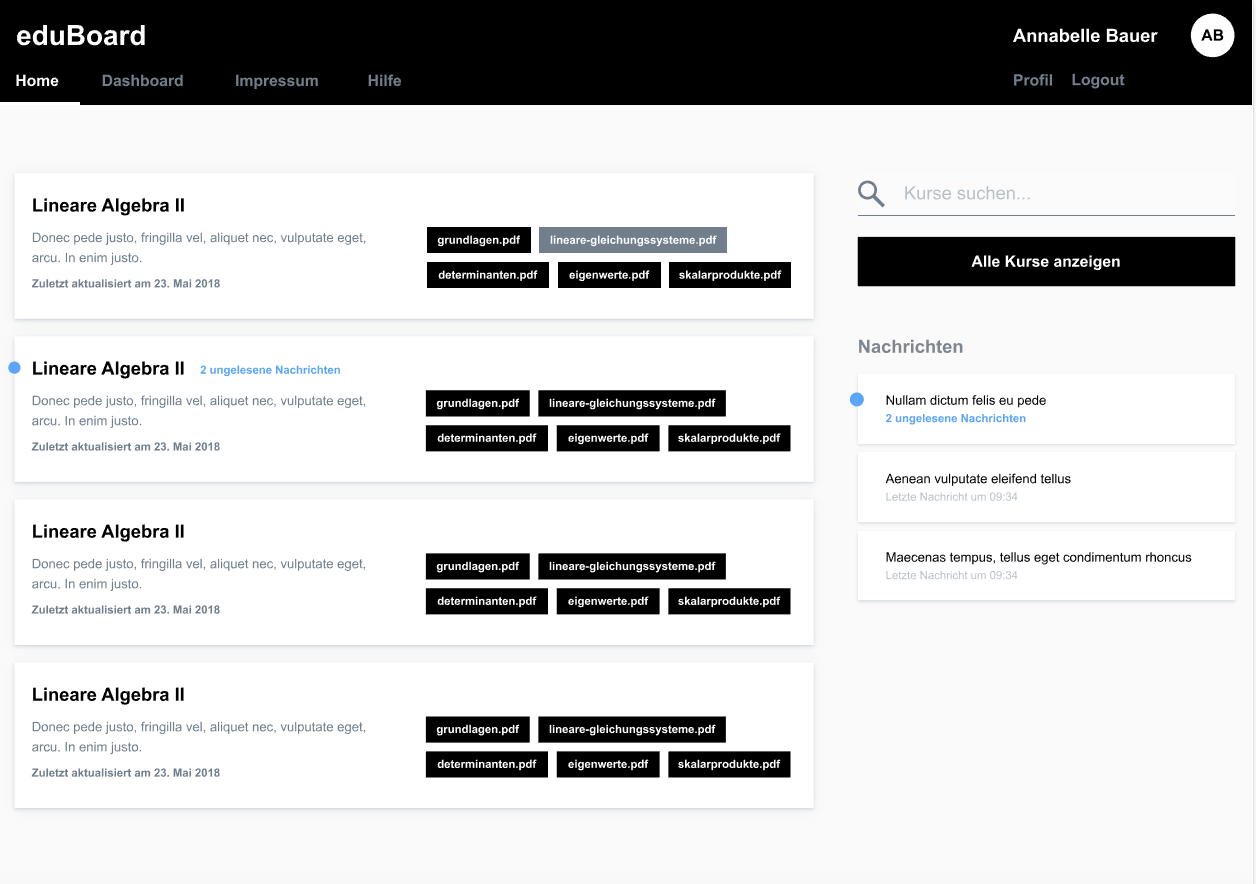 eduBoard
Annabelle Bauer
AB
Home Dashboard Impressum Hilfe
Profil Logout
Lineare Algebra II
Donec pede justo, fringilla vel, aliquet nec, vulputate eget,
arcu. In enim justo.
Zuletzt aktualisiert am 23. Mai 2018
grundlagen.pdf lineare-gleichungssysteme.pdf
determinanten.pdf eigenwerte.pdf skalarprodukte.pdf
Lineare Algebra II 2 ungelesene Nachrichten
Donec pede justo, fringilla vel, aliquet nec, vulputate eget,
arcu. In enim justo.
Zuletzt aktualisiert am 23. Mai 2018
grundlagen.pdf lineare-gleichungssysteme.pdf
determinanten.pdf eigenwerte.pdf skalarprodukte.pdf
Lineare Algebra II
Donec pede justo, fringilla vel, aliquet nec, vulputate eget,
arcu. In enim justo.
Zuletzt aktualisiert am 23. Mai 2018
grundlagen.pdf lineare-gleichungssysteme.pdf
determinanten.pdf eigenwerte.pdf skalarprodukte.pdf
Lineare Algebra II
Donec pede justo, fringilla vel, aliquet nec, vulputate eget,
arcu. In enim justo.
Zuletzt aktualisiert am 23. Mai 2018
grundlagen.pdf lineare-gleichungssysteme.pdf
determinanten.pdf eigenwerte.pdf skalarprodukte.pdf
Kurse suchen...
Alle Kurse anzeigen
Nachrichten
Nullam dictum felis eu pede
2 ungelesene Nachrichten
Aenean vulputate eleifend tellus
Letzte Nachricht um 09:34
Maecenas tempus, tellus eget condimentum rhoncus
Letzte Nachricht um 09:34